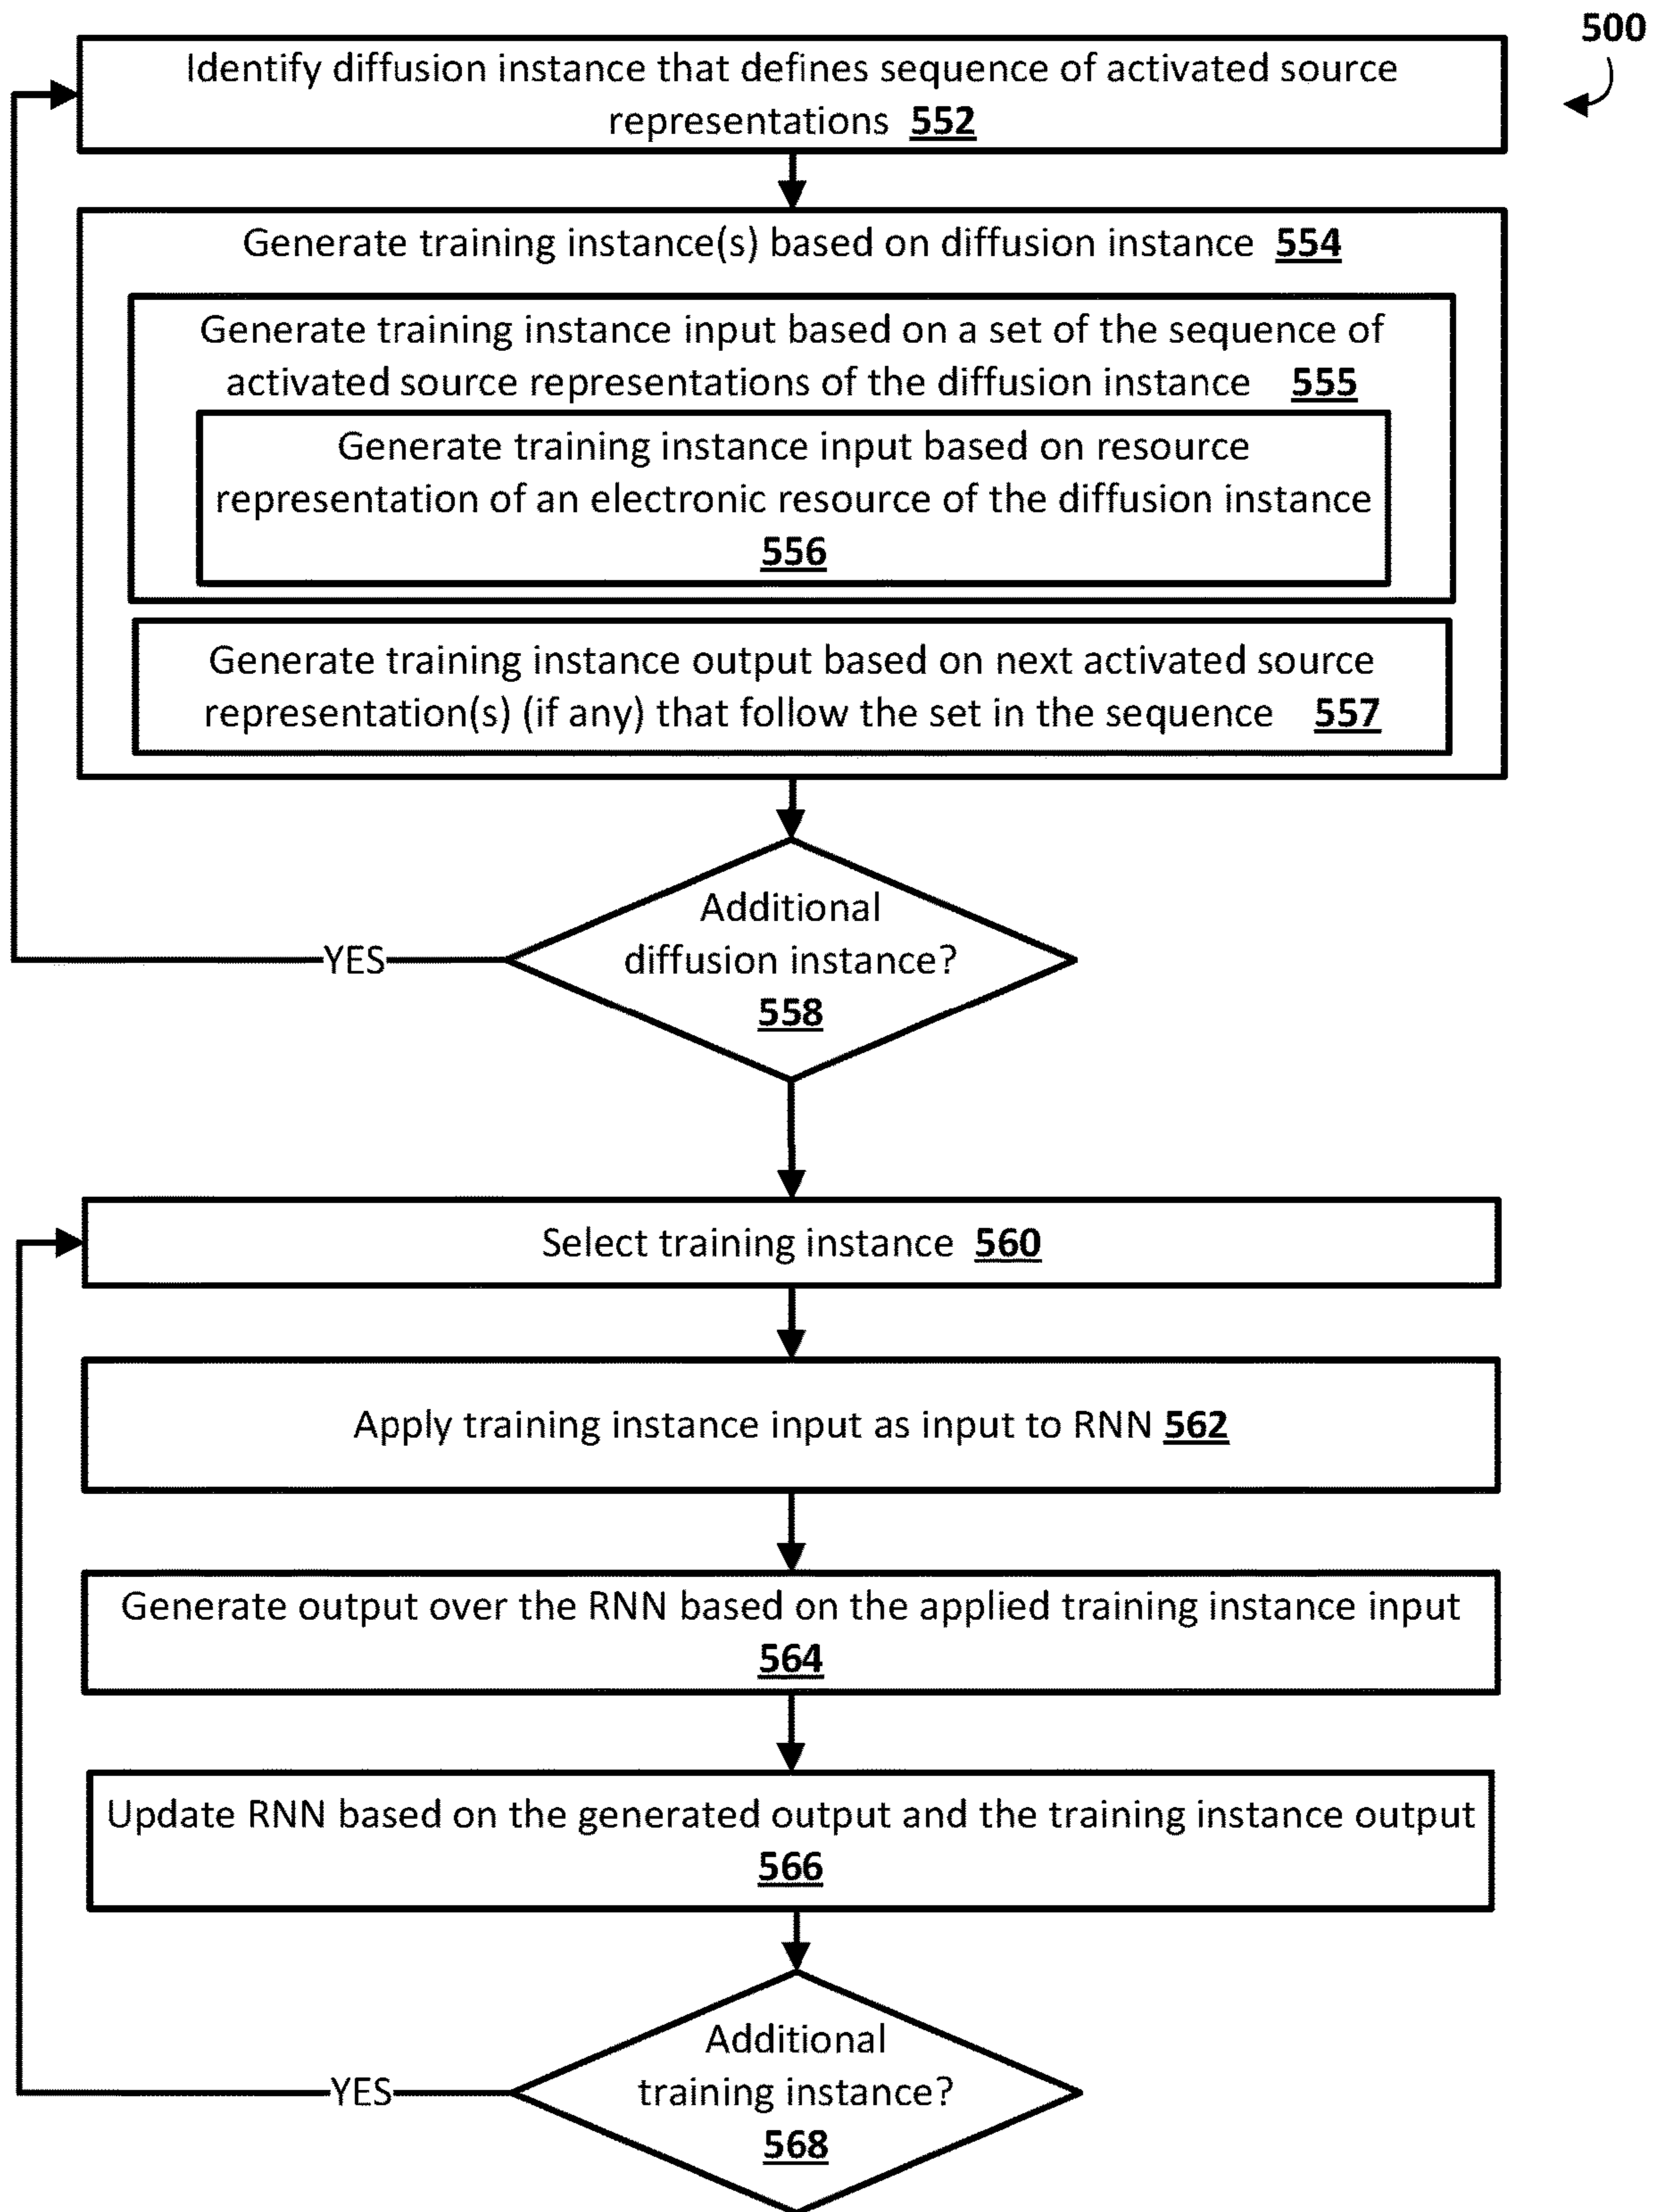 500
Identify diffusion instance that defines sequence of activated source
representations 552
Generate training instance(s) based on diffusion instance 554
Generate training instance input based on a set of the sequence of
activated source representations of the diffusion instance 555
Generate training instance input based on resource
representation of an electronic resource of the diffusion instance
556
Generate training instance output based on next activated source
representation(s) (if any) that follow the set in the sequence 557
Additional
diffusion instance?
558
YES
Select training instance 560
Apply training instance input as input to RNN 562
Generate output over the RNN based on the applied training instance input
564
Update RNN based on the generated output and the training instance output
566
Additional
training instance?
568
YES